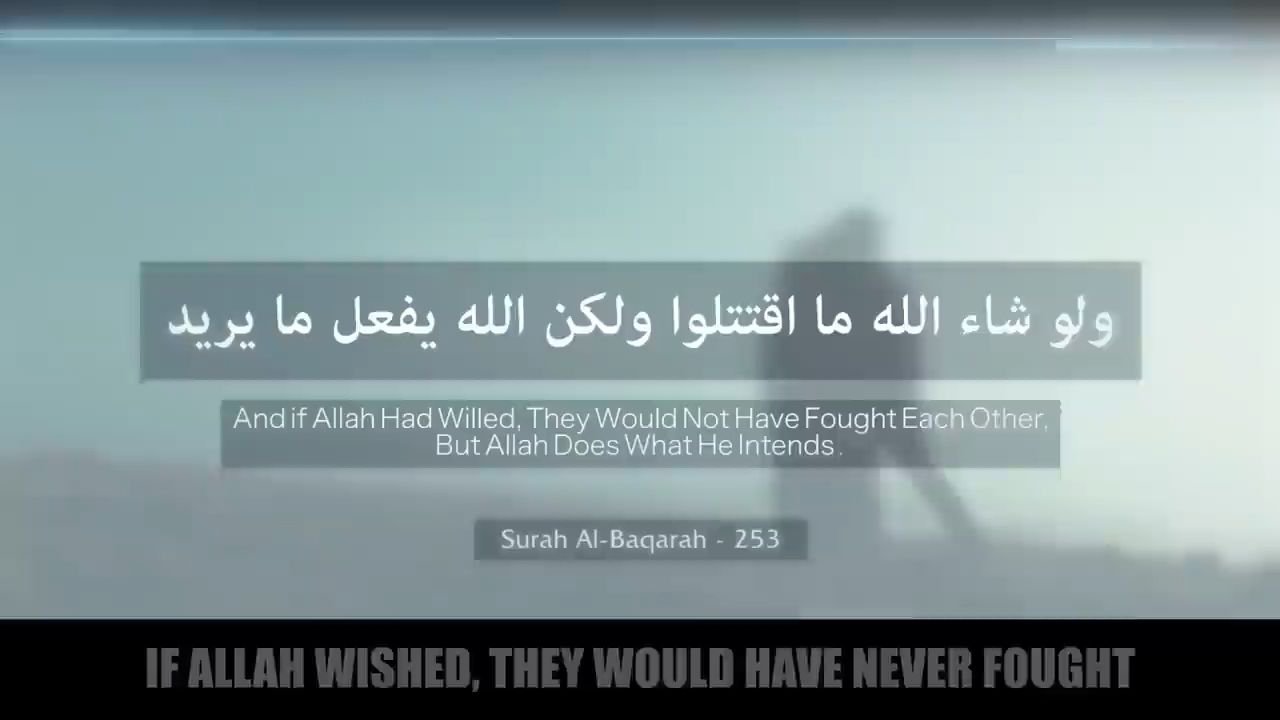 ولو شاء الله ما اقتتلوا ولكن الله يفعل ما يريد
And if Allah Had Willed, They Would Not Have Fought Each Other,
But Allah Does What He Intends .
Surah Al-Baqarah - 253
IF ALLAH WISHED, THEY WOULD HAVE NEVER FOUGHT